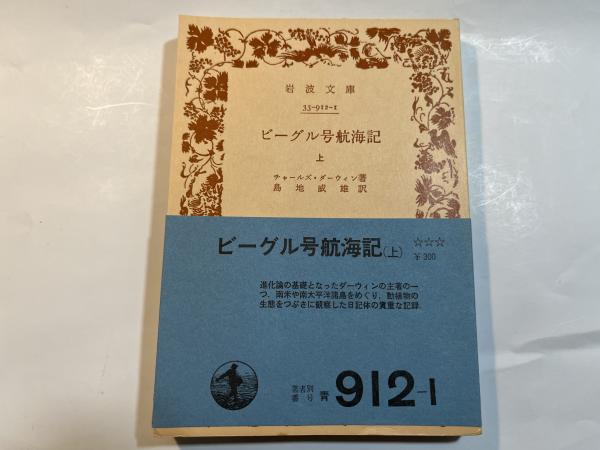 岩波文庫
33-912-1
ビーグル号航海記
上
チャールズ・ダーウィン著
島地威雄訳
ビーグル号航海記(上) ☆☆☆
¥300
進化論の基礎となったダーウィンの主著の一
つ。南米や南太平洋諸島をめぐり、動植物の
生態をつぶさに観察した日記体の貴重な記録.
著者別
番号 青 912-1